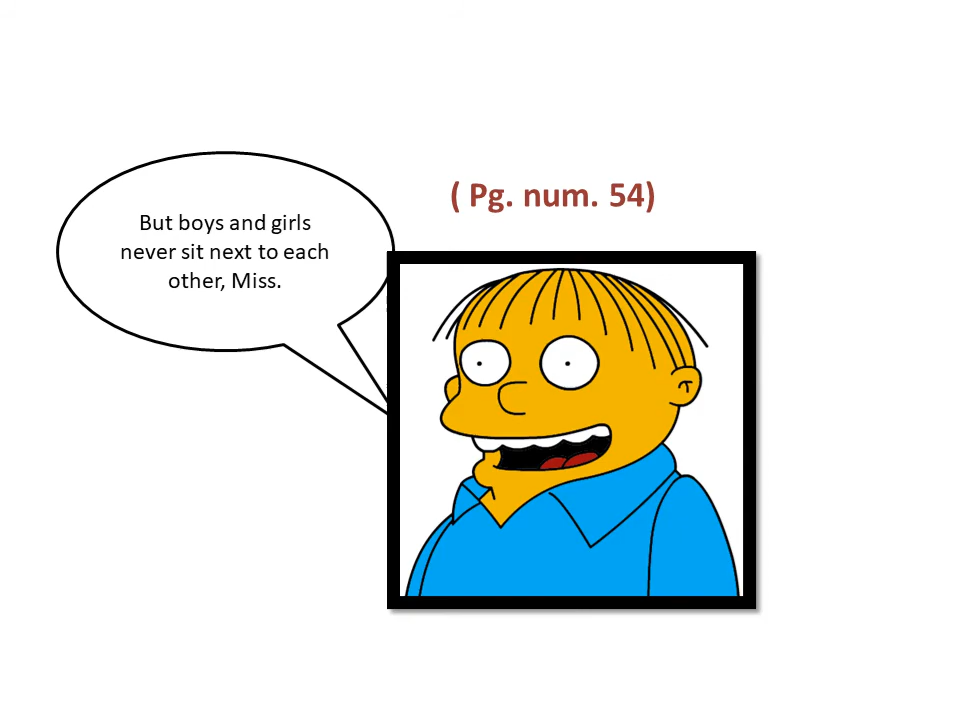 ( Pg. num. 54)
But boys and girls
never sit next to each
other, Miss.